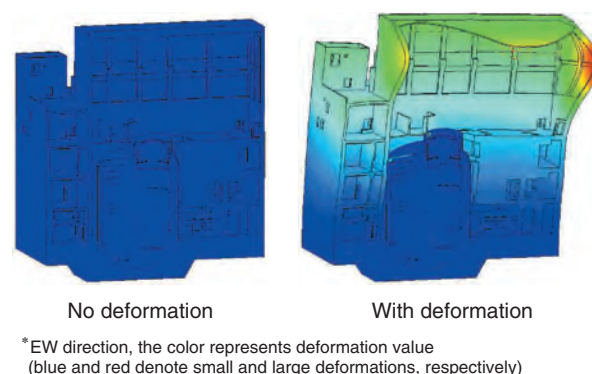 No deformation
With deformation
*EW direction, the color represents deformation value
(blue and red denote small and large deformations, respectively)